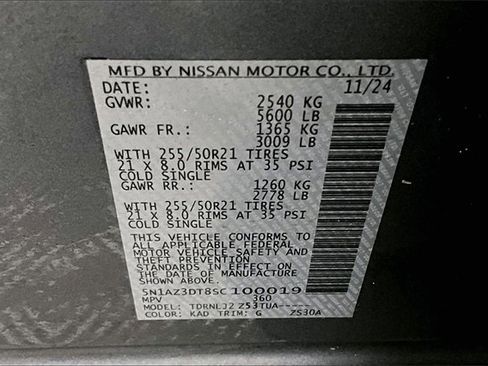 MFD BY NISSAN MOTOR CO., LTD.
DATE: 11/24
GVWR: 2540 KG
5600 LB
GAWR FR.: 1365 KG
3009 LB
WITH 255/50R21 TIRES
21 X 8.0 RIMS AT 35 PSI
COLD SINGLE
GAWR RR.: 1260 KG
2778 LB
WITH 255/50R21 TIRES
21 X 8.0 RIMS AT 35 PSI
COLD SINGLE
THIS VEHICLE CONFORMS TO
ALL APPLICABLE FEDERAL
MOTOR VEHICLE SAFETY AND
THEFT PREVENTION STANDARDS
IN EFFECT ON THE
DATE OF MANUFACTURE
SHOWN ABOVE.
5N1AZ3DT8SC100019
MPV 360
MODEL: TDRNLJ2 Z53TUA-----
COLOR: KAD TRIM: G Z530A